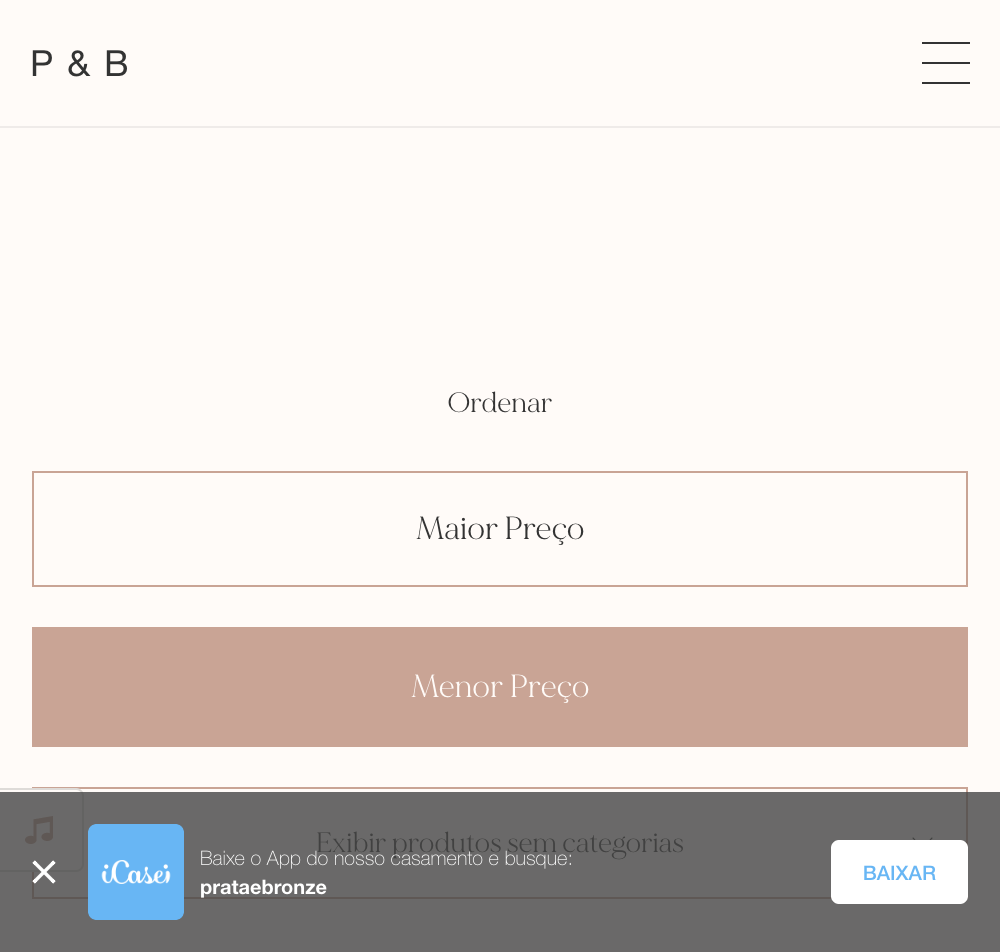 P & B
Ordenar
Maior Preço
Menor Preço
Exibir produtos sem categorias
iCasei
Baixe o App do nosso casamento e busque:
prataebronze
BAIXAR